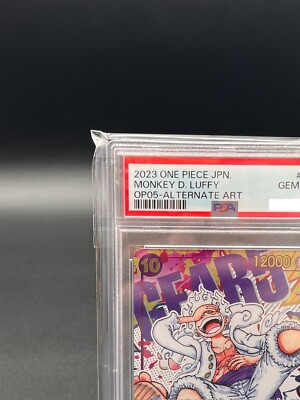 2023 ONE PIECE JPN. #
MONKEY D. LUFFY GEM
OP05-ALTERNATE ART
PSA
10 12000